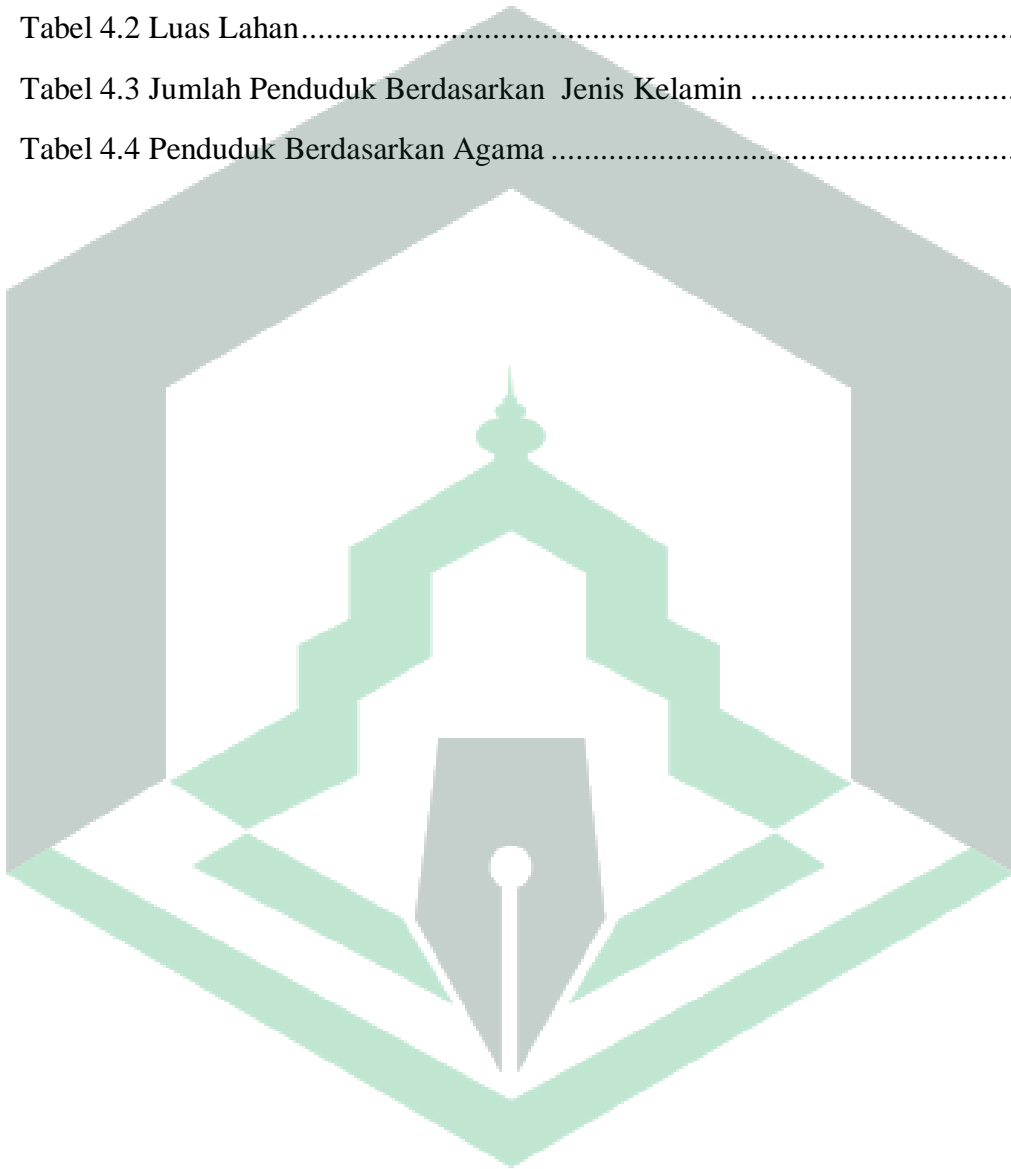 Tabel 4.2 Luas Lahan....................................................................................
Tabel 4.3 Jumlah Penduduk Berdasarkan  Jenis Kelamin ................................
Tabel 4.4 Penduduk Berdasarkan Agama ........................................................